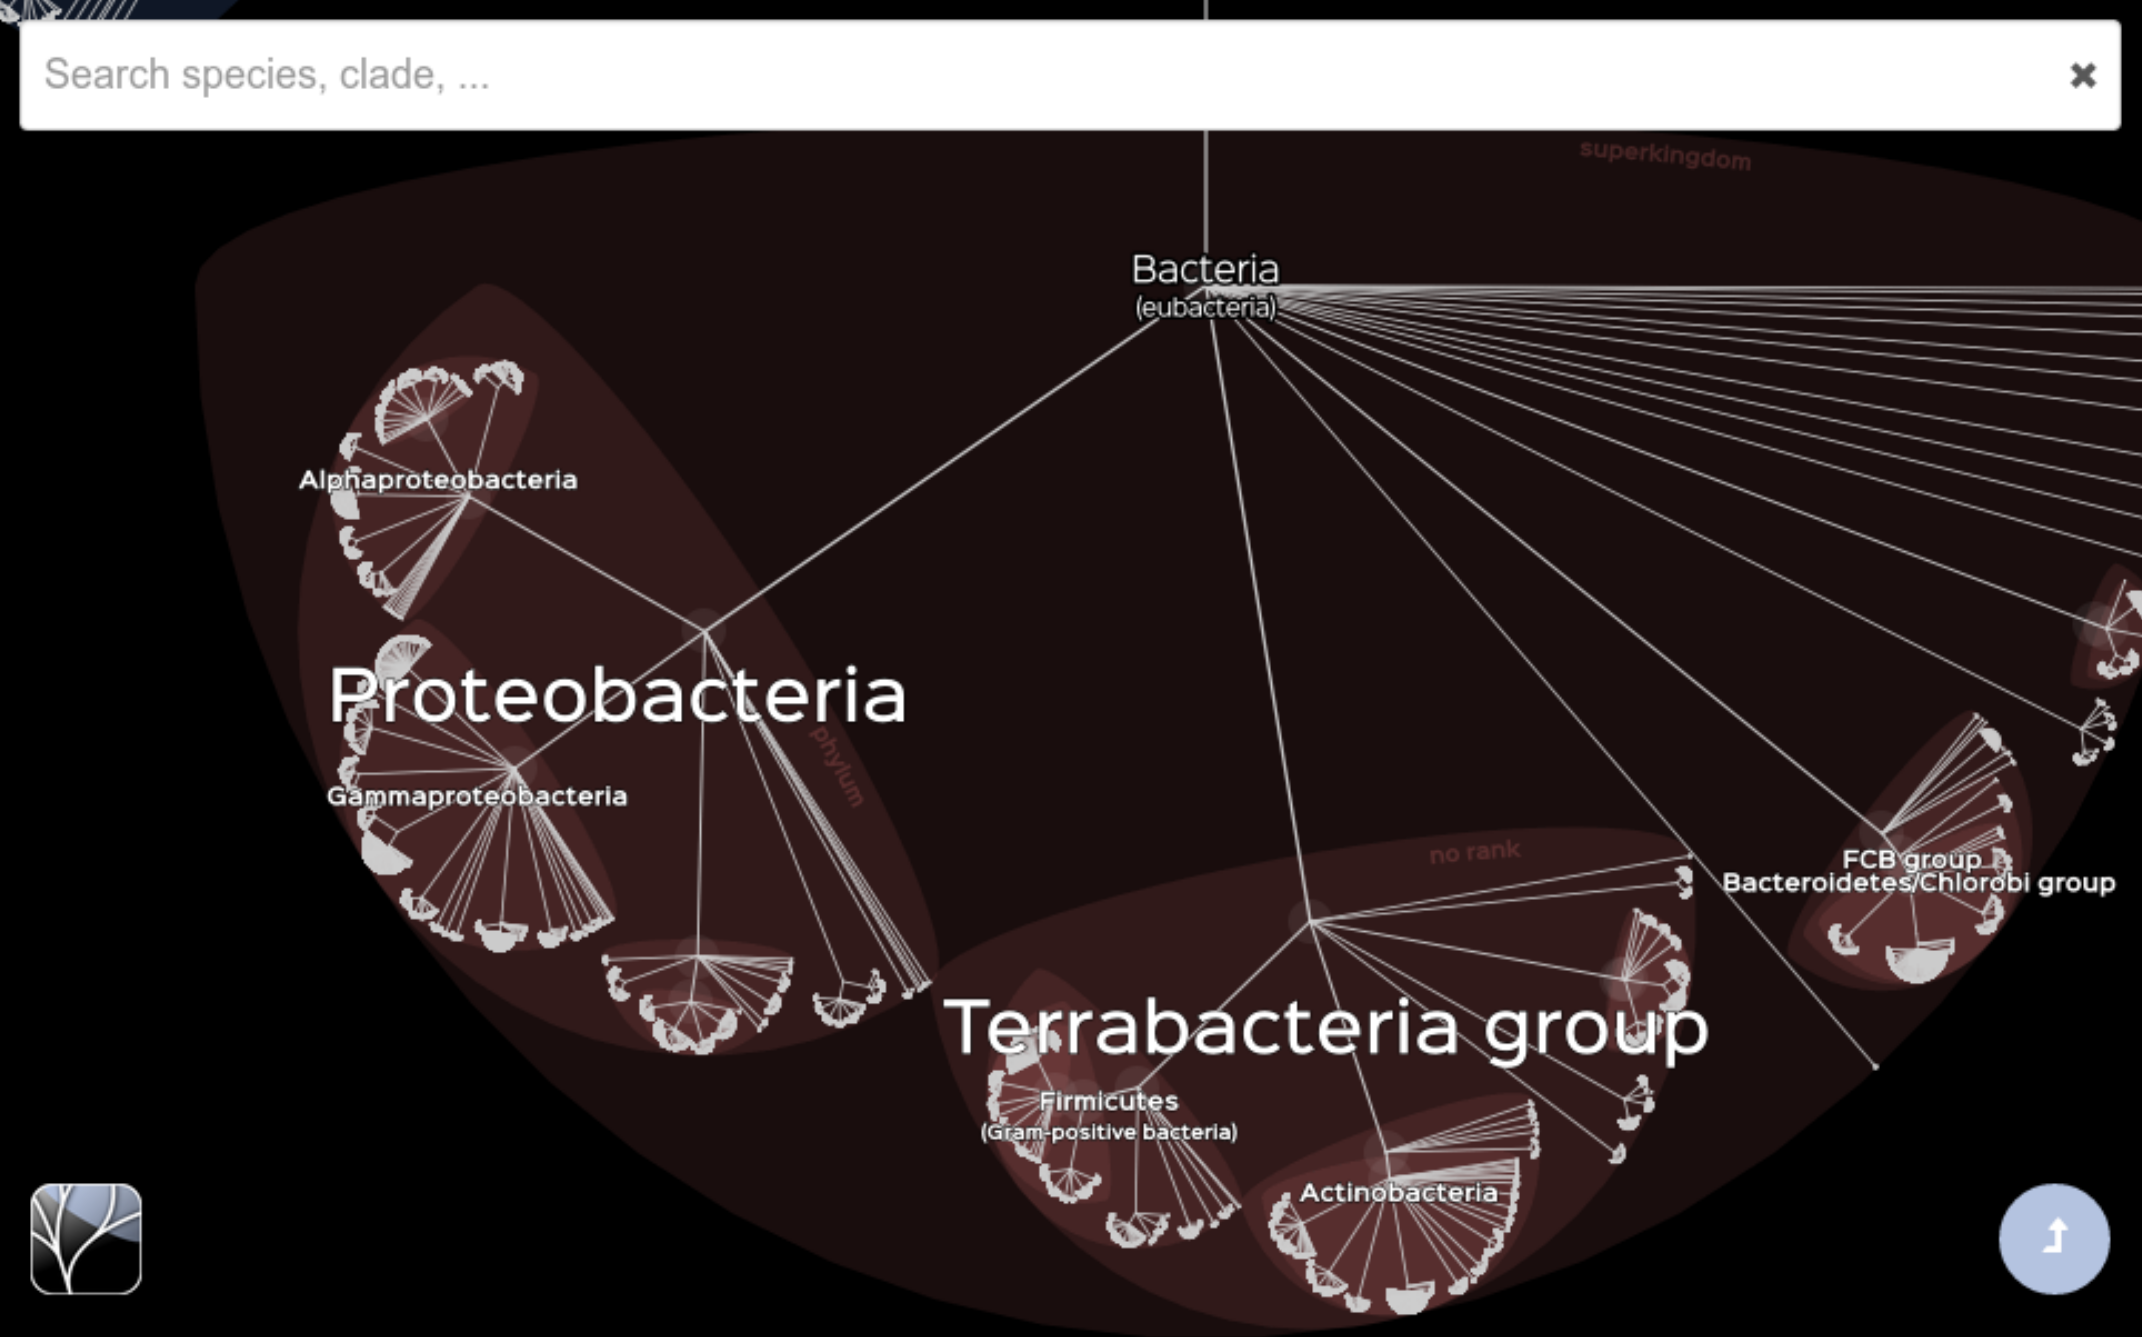 Search species, clade, ...
superkingdom
Bacteria
(eubacteria)
Alphaproteobacteria
Proteobacteria
phylum
Gammaproteobacteria
no rank
FCB group
Bacteroidetes/Chlorobi group
Terrabacteria group
Firmicutes
(Gram-positive bacteria)
Actinobacteria